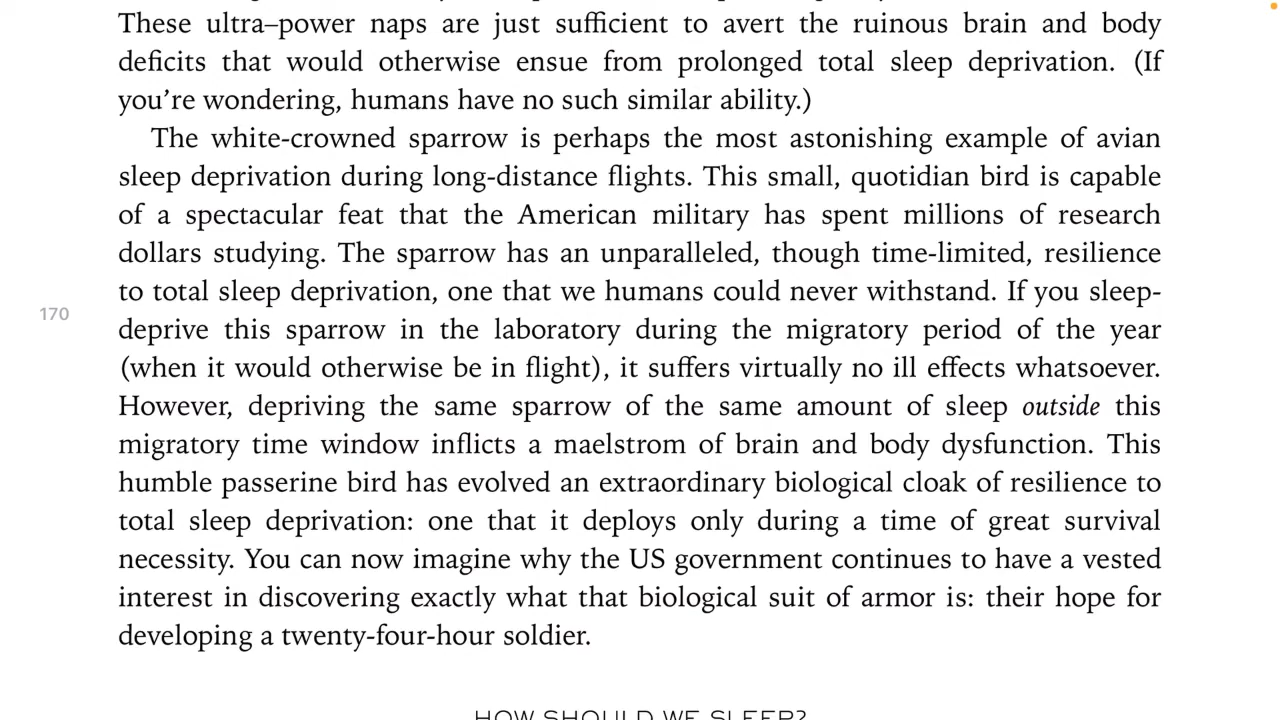 These ultra–power naps are just sufficient to avert the ruinous brain and body
deficits that would otherwise ensue from prolonged total sleep deprivation. (If
you’re wondering, humans have no such similar ability.)
The white-crowned sparrow is perhaps the most astonishing example of avian
sleep deprivation during long-distance flights. This small, quotidian bird is capable
of a spectacular feat that the American military has spent millions of research
dollars studying. The sparrow has an unparalleled, though time-limited, resilience
to total sleep deprivation, one that we humans could never withstand. If you sleep-
170
deprive this sparrow in the laboratory during the migratory period of the year
(when it would otherwise be in flight), it suffers virtually no ill effects whatsoever.
However, depriving the same sparrow of the same amount of sleep outside this
migratory time window inflicts a maelstrom of brain and body dysfunction. This
humble passerine bird has evolved an extraordinary biological cloak of resilience to
total sleep deprivation: one that it deploys only during a time of great survival
necessity. You can now imagine why the US government continues to have a vested
interest in discovering exactly what that biological suit of armor is: their hope for
developing a twenty-four-hour soldier.
HOW SHOULD WE SLEEP?